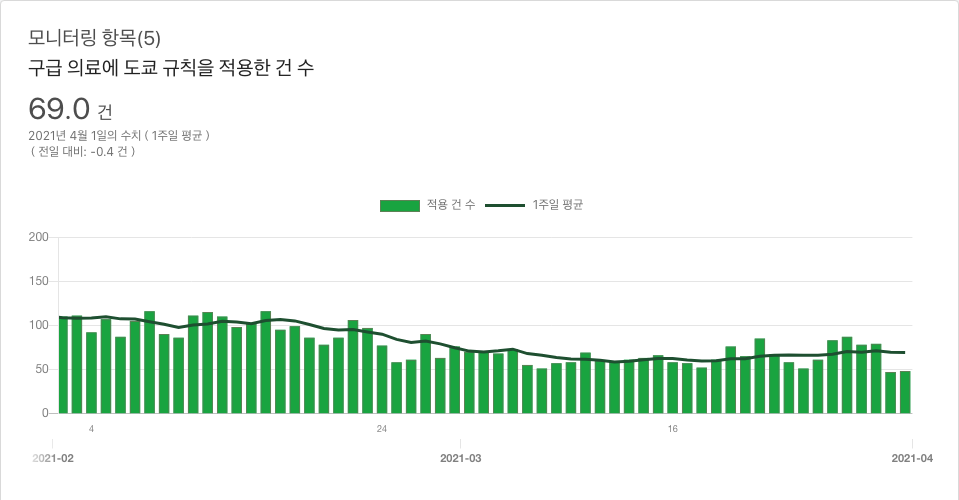 모니터링 항목(5)
구급 의료에 도쿄 규칙을 적용한 건 수
69.0 건
2021년 4월 1일의 수치 ( 1주일 평균 )
( 전일 대비: -0.4 건 )
적용 건 수 1주일 평균
200
150
100
50
0
4 24 16
2021-02 2021-03 2021-04